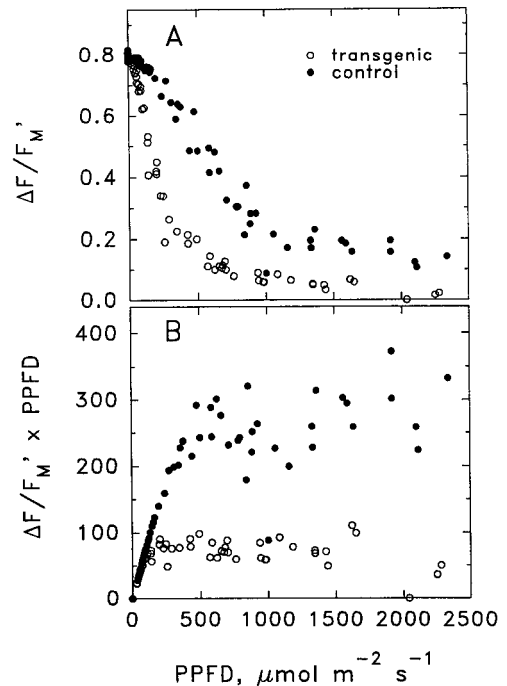 A
○ transgenic
● control
0.8
0.6
0.4
0.2
0.0
ΔF/F_M'
B
400
300
200
100
0
ΔF/F_M' x PPFD
0 500 1000 1500 2000 2500
PPFD, μmol m⁻² s⁻¹